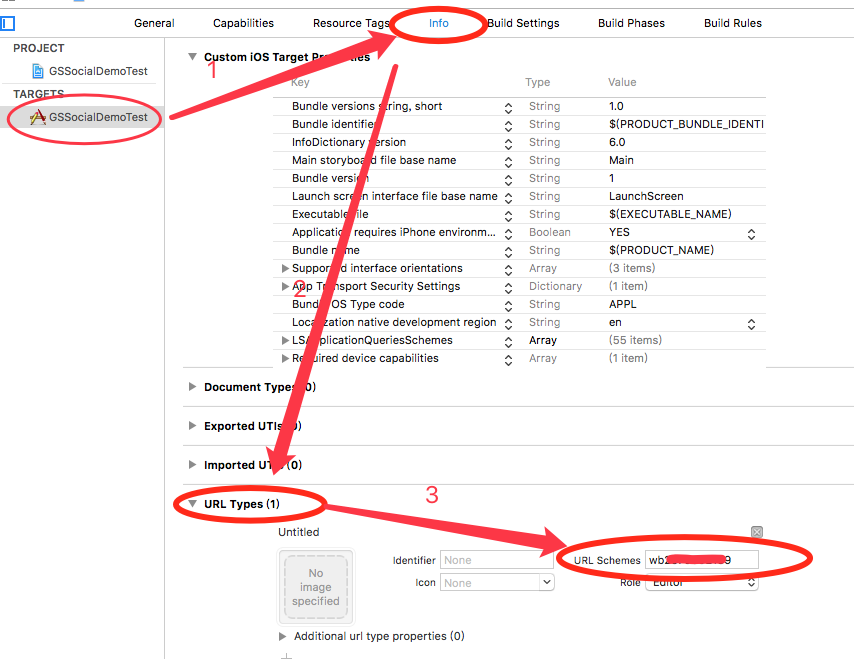 General Capabilities Resource Tags Info Build Settings Build Phases Build Rules
PROJECT
GSSocialDemoTest
TARGETS
GSSocialDemoTest
1
Custom iOS Target Properties
Key Type Value
Bundle versions string, short String 1.0
Bundle identifier String $(PRODUCT_BUNDLE_IDENTI
InfoDictionary version String 6.0
Main storyboard file base name String Main
Bundle version String 1
Launch screen interface file base name String LaunchScreen
Executable file String $(EXECUTABLE_NAME)
Application requires iPhone environm... Boolean YES
Bundle name String $(PRODUCT_NAME)
Supported interface orientations Array (3 items)
2
App Transport Security Settings Dictionary (1 item)
Bundle OS Type code String APPL
Localization native development region String en
LSApplicationQueriesSchemes Array (55 items)
Required device capabilities Array (1 item)
Document Types (0)
Exported UTIs (0)
Imported UTIs (0)
3
URL Types (1)
Untitled
No
image
specified
Identifier None URL Schemes
Icon None Role Editor
Additional url type properties (0)